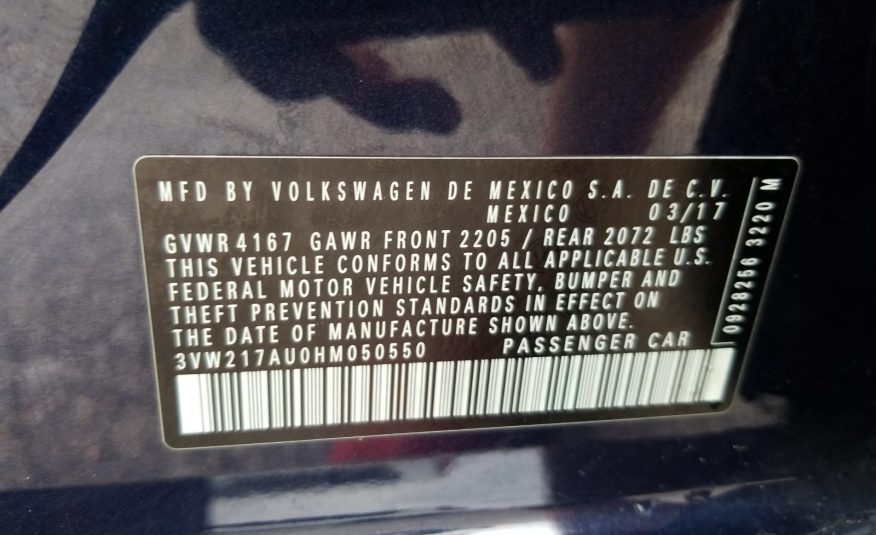 MFD BY VOLKSWAGEN DE MEXICO S.A. DE C.V.
MEXICO 03/17
GVWR 4167 GAWR FRONT 2205 / REAR 2072 LBS
THIS VEHICLE CONFORMS TO ALL APPLICABLE U.S.
FEDERAL MOTOR VEHICLE SAFETY, BUMPER AND
THEFT PREVENTION STANDARDS IN EFFECT ON
THE DATE OF MANUFACTURE SHOWN ABOVE.
3VW217AU0HM050550 PASSENGER CAR
0928256 3220 M